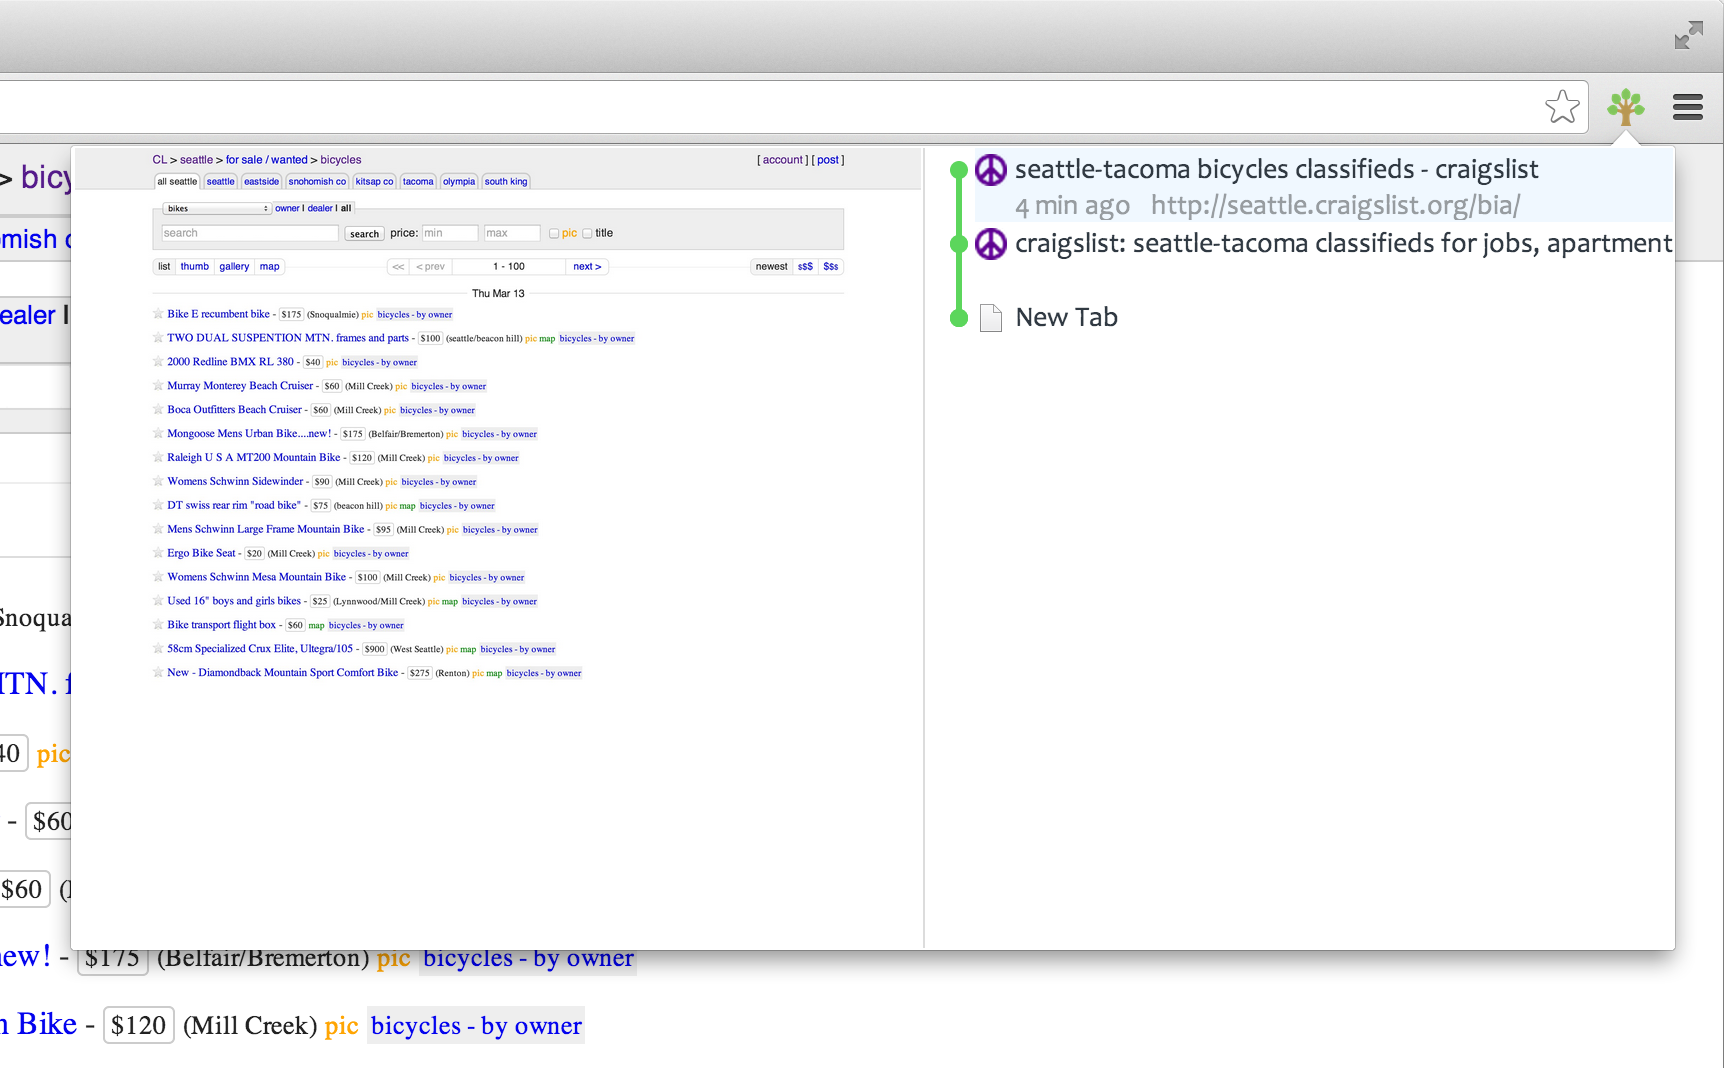 CL > seattle > for sale / wanted > bicycles [ account ] [ post ]
all seattle seattle eastside snohomish co kitsap co tacoma olympia south king
bikes owner | dealer | all
search search price: min max pic title
list thumb gallery map << < prev 1 - 100 next > newest s$$ $$s
Thu Mar 13
Bike E recumbent bike - $175 (Snoqualmie) pic bicycles - by owner
TWO DUAL SUSPENTION MTN. frames and parts - $100 (seattle/beacon hill) pic map bicycles - by owner
2000 Redline BMX RL 380 - $40 pic bicycles - by owner
Murray Monterey Beach Cruiser - $60 (Mill Creek) pic bicycles - by owner
Boca Outfitters Beach Cruiser - $60 (Mill Creek) pic bicycles - by owner
Mongoose Mens Urban Bike....new! - $175 (Belfair/Bremerton) pic bicycles - by owner
Raleigh U S A MT200 Mountain Bike - $120 (Mill Creek) pic bicycles - by owner
Womens Schwinn Sidewinder - $90 (Mill Creek) pic bicycles - by owner
DT swiss rear rim "road bike" - $75 (beacon hill) pic map bicycles - by owner
Mens Schwinn Large Frame Mountain Bike - $95 (Mill Creek) pic bicycles - by owner
Ergo Bike Seat - $20 (Mill Creek) pic bicycles - by owner
Womens Schwinn Mesa Mountain Bike - $100 (Mill Creek) pic bicycles - by owner
Used 16" boys and girls bikes - $25 (Lynnwood/Mill Creek) pic map bicycles - by owner
Bike transport flight box - $60 map bicycles - by owner
58cm Specialized Crux Elite, Ultegra/105 - $900 (West Seattle) pic map bicycles - by owner
New - Diamondback Mountain Sport Comfort Bike - $275 (Renton) pic map bicycles - by owner
seattle-tacoma bicycles classifieds - craigslist
4 min ago http://seattle.craigslist.org/bia/
craigslist: seattle-tacoma classifieds for jobs, apartment
New Tab
> bicy
mish c
ealer |
Snoqua
MTN. f
40 pic
- $60
$60 (
new! - $175 (Belfair/Bremerton) pic bicycles - by owner
n Bike - $120 (Mill Creek) pic bicycles - by owner